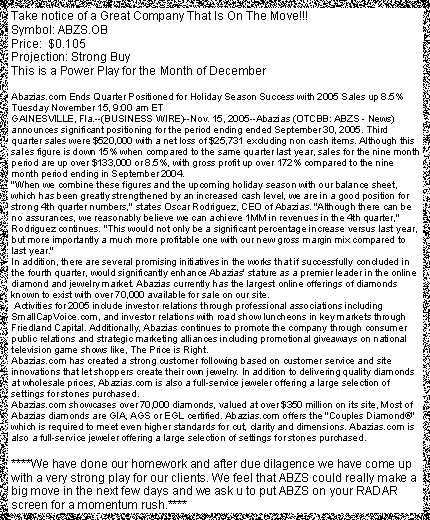 Take notice of a Great Company That Is On The Move!!!
Symbol: ABZS.OB
Price:  $0.105
Projection: Strong Buy
This is a Power Play for the Month of December
Abazias.com Ends Quarter Positioned for Holiday Season Success with 2005 Sales up 8.5%
Tuesday November 15, 9:00 am ET
GAINESVILLE, Fla.--(BUSINESS WIRE)--Nov. 15, 2005--Abazias (OTCBB: ABZS - News)
announces significant positioning for the period ending ended September 30, 2005. Third
quarter sales were $520,000 with a net loss of $25,731 excluding non cash items. Although this
sales figure is down 15% when compared to the same quarter last year, sales for the nine month
period are up over $133,000 or 8.5%, with gross profit up over 172% compared to the nine
month period ending in September 2004.
"When we combine these figures and the upcoming holiday season with our balance sheet,
which has been greatly strengthened by an increased cash level, we are in a good position for
strong 4th quarter numbers," states Oscar Rodriguez, CEO of Abazias. "Although there can be
no assurances, we reasonably believe we can achieve 1MM in revenues in the 4th quarter,"
Rodriguez continues. "This would not only be a significant percentage increase versus last year,
but more importantly a much more profitable one with our new gross margin mix compared to
last year."
In addition, there are several promising initiatives in the works that if successfully concluded in
the fourth quarter, would significantly enhance Abazias' stature as a premier leader in the online
diamond and jewelry market. Abazias currently has the largest online offerings of diamonds
known to exist with over 70,000 available for sale on our site.
Activities for 2005 include investor relations through professional associations including
SmallCapVoice.com, and investor relations with road show luncheons in key markets through
Friedland Capital. Additionally, Abazias continues to promote the company through consumer
public relations and strategic marketing alliances including promotional giveaways on national
television game shows like, The Price is Right.
Abazias.com has created a strong customer following based on customer service and site
innovations that let shoppers create their own jewelry. In addition to delivering quality diamonds
at wholesale prices, Abazias.com is also a full-service jeweler offering a large selection of
settings for stones purchased.
Abazias.com showcases over 70,000 diamonds, valued at over $350 million on its site, Most of
Abazias diamonds are GIA, AGS or EGL certified. Abazias.com offers the "Couples Diamond®"
which is required to meet even higher standards for cut, clarity and dimensions. Abazias.com is
also a full-service jeweler offering a large selection of settings for stones purchased.
****We have done our homework and after due dilagence we have come up
with a very strong play for our clients. We feel that ABZS could really make a
big move in the next few days and we ask u to put ABZS on your RADAR
screen for a momentum rush.****